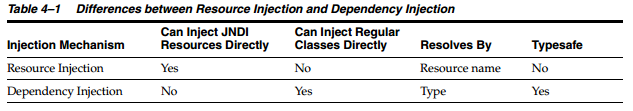 Table 4–1 Differences between Resource Injection and Dependency Injection
Can Inject JNDI Can Inject Regular
Injection Mechanism Resources Directly Classes Directly Resolves By Typesafe
Resource Injection Yes No Resource name No
Dependency Injection No Yes Type Yes